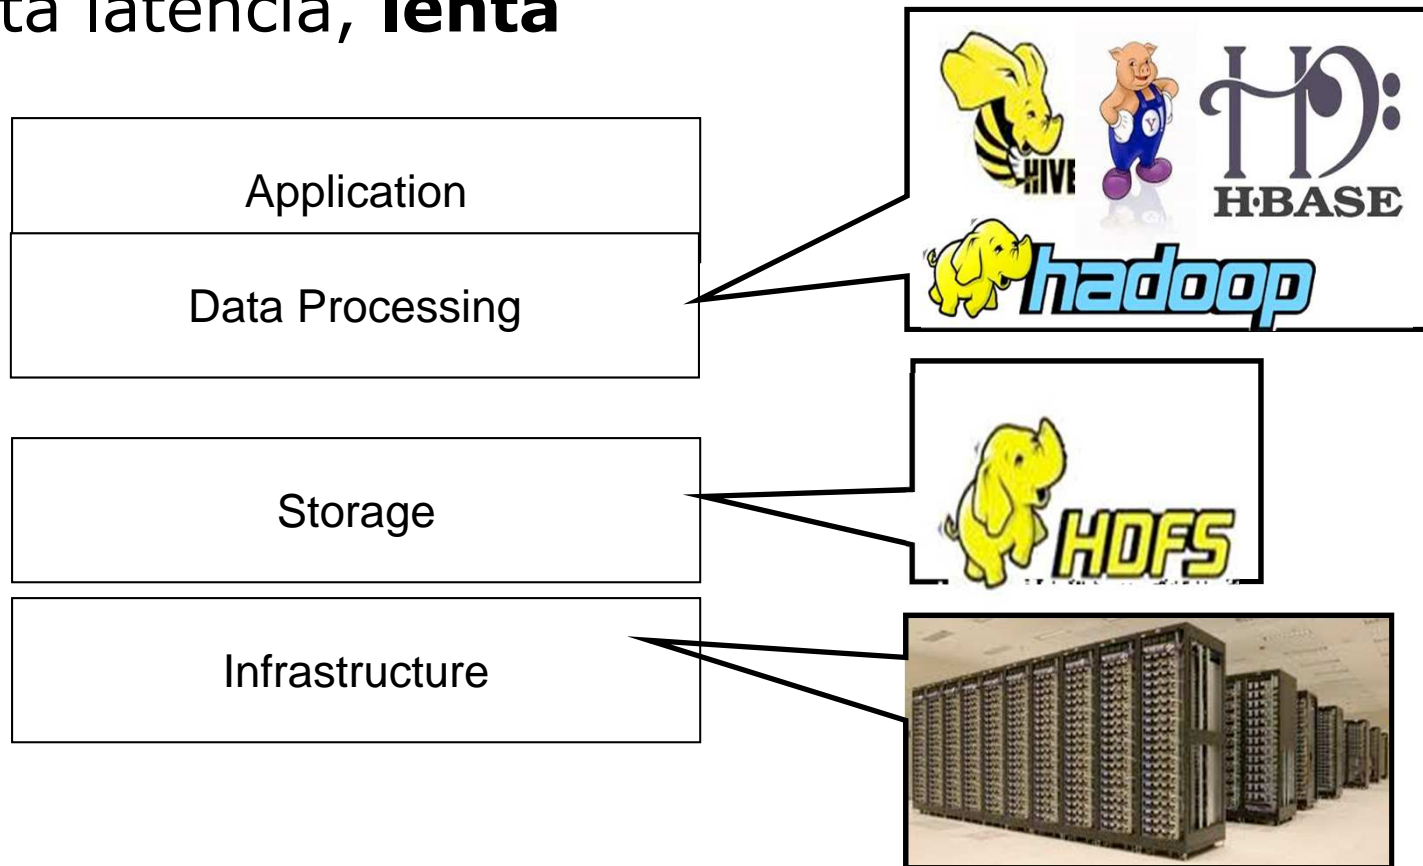 ta latencia, lenta
Application
Data Processing
Storage
Infrastructure
HIVE
Y
H·BASE
hadoop
HDFS